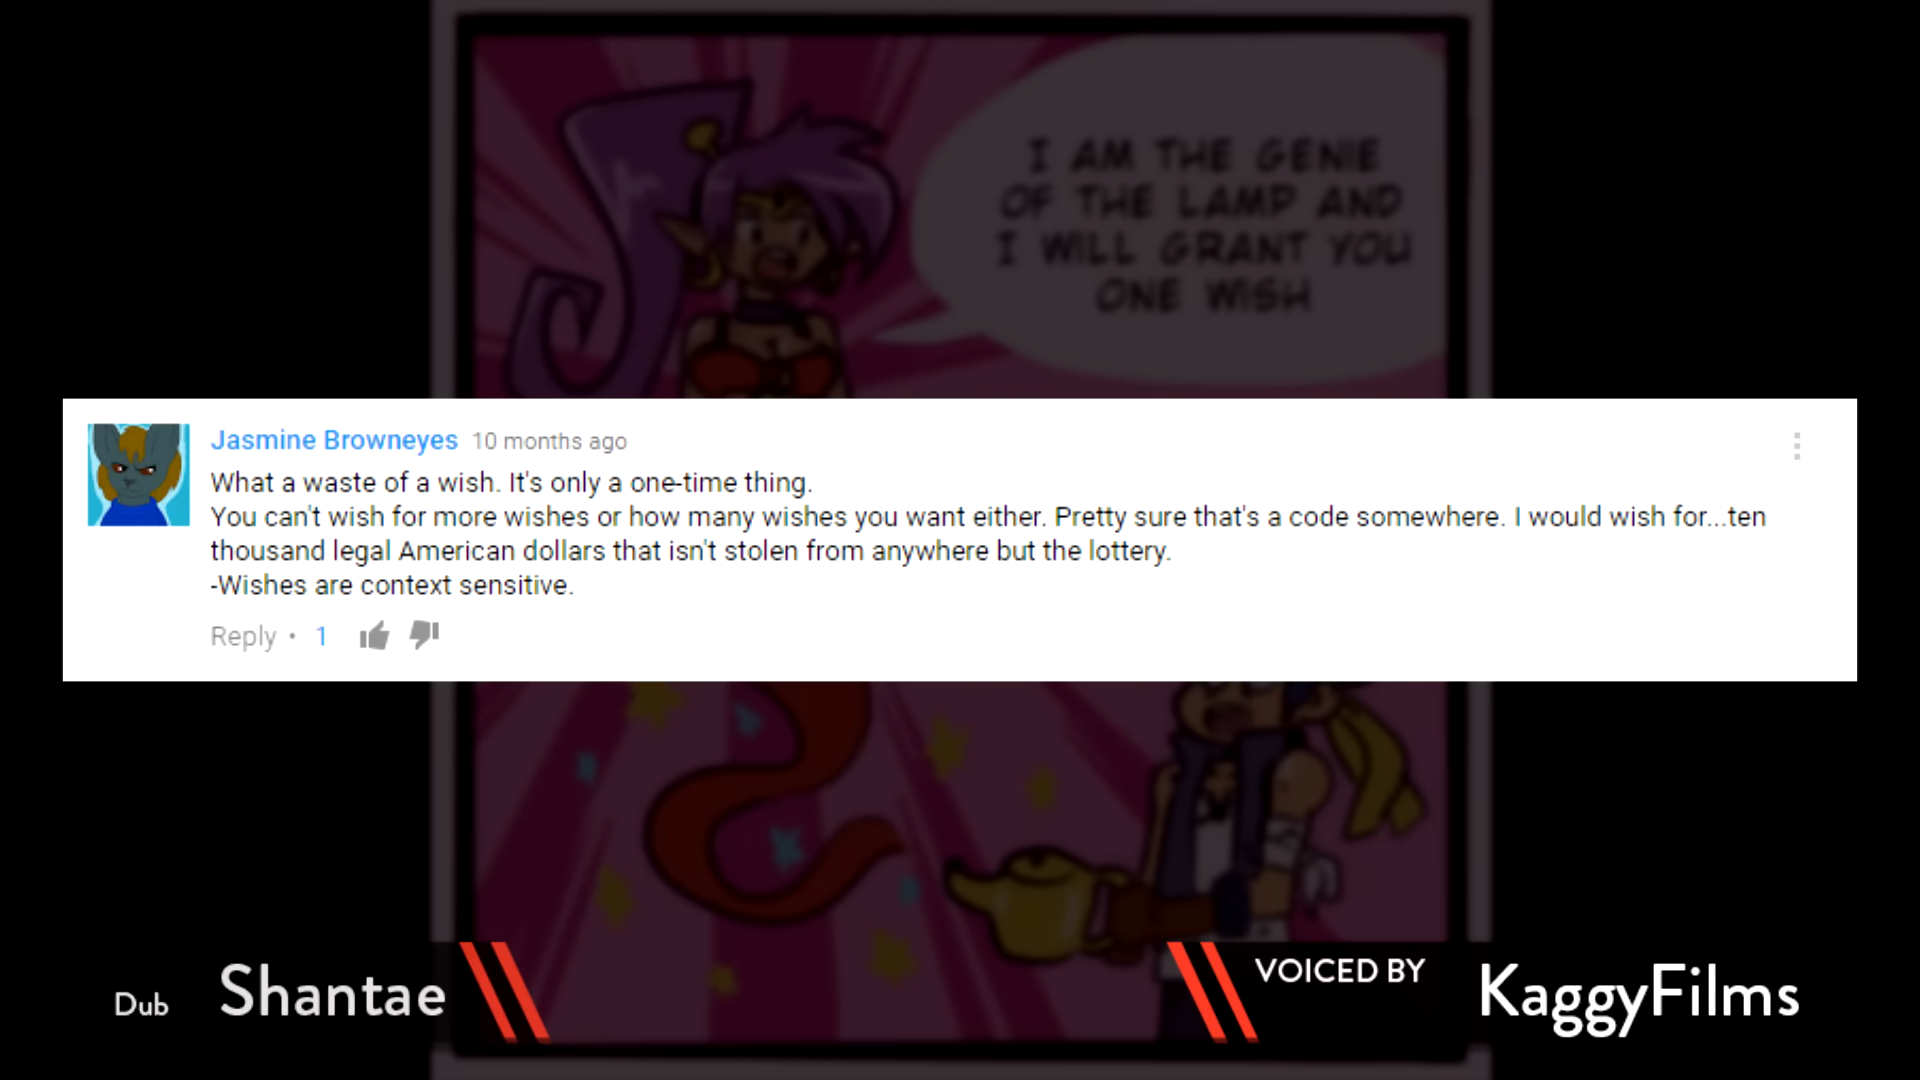 I AM THE GENIE
OF THE LAMP AND
I WILL GRANT YOU
ONE WISH
Jasmine Browneyes 10 months ago
What a waste of a wish. It's only a one-time thing.
You can't wish for more wishes or how many wishes you want either. Pretty sure that's a code somewhere. I would wish for...ten
thousand legal American dollars that isn't stolen from anywhere but the lottery.
-Wishes are context sensitive.
Reply • 1
Dub Shantae
VOICED BY KaggyFilms